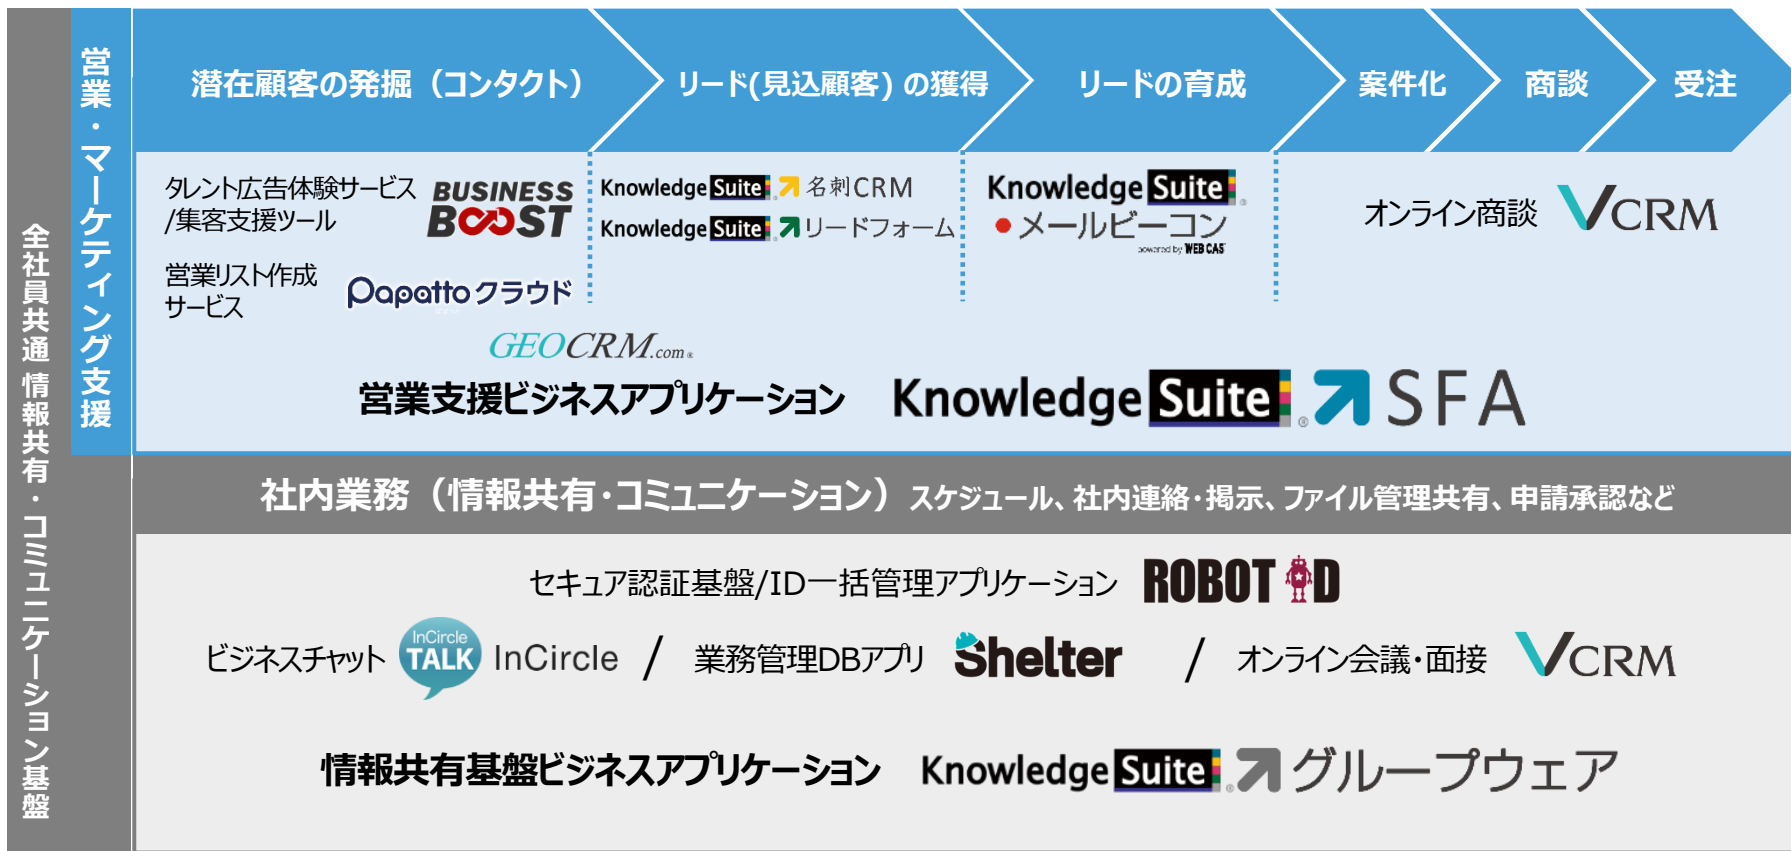 全社員共通 情報共有・コミュニケーション基盤
営業・マーケティング支援
潜在顧客の発掘（コンタクト）
リード(見込顧客) の獲得
リードの育成
案件化
商談
受注
タレント広告体験サービス
/集客支援ツール
BUSINESS
BOOST
営業リスト作成
サービス
Papattoクラウド
Knowledge Suite 名刺CRM
Knowledge Suite リードフォーム
Knowledge Suite
メールビーコン
powered by WEB CAS
オンライン商談
VCRM
GEOCRM.com®
営業支援ビジネスアプリケーション
Knowledge Suite® SFA
社内業務（情報共有・コミュニケーション）スケジュール、社内連絡・掲示、ファイル管理共有、申請承認など
セキュア認証基盤/ID一括管理アプリケーション
ROBOT ID
ビジネスチャット
InCircle
TALK
InCircle
/
業務管理DBアプリ
Shelter
/
オンライン会議・面接
VCRM
情報共有基盤ビジネスアプリケーション
Knowledge Suite® グループウェア